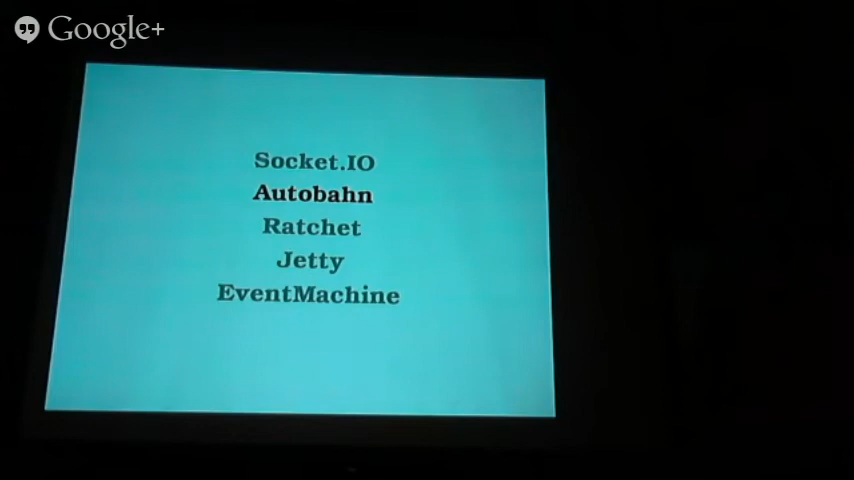 Google+
Socket.IO
Autobahn
Ratchet
Jetty
EventMachine